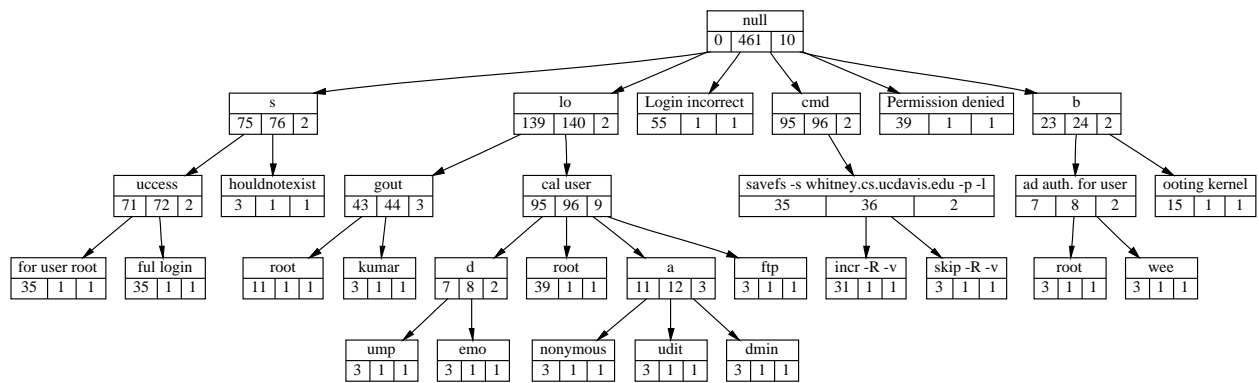 null
0 461 10
s lo Login incorrect cmd Permission denied b
75 76 2 139 140 2 55 1 1 95 96 2 39 1 1 23 24 2
uccess houldnotexist gout cal user savefs -s whitney.cs.ucdavis.edu -p -l ad auth. for user ooting kernel
71 72 2 3 1 1 43 44 3 95 96 9 35 36 2 7 8 2 15 1 1
for user root ful login root kumar d root a ftp incr -R -v skip -R -v root wee
35 1 1 35 1 1 11 1 1 3 1 1 7 8 2 39 1 1 11 12 3 3 1 1 31 1 1 3 1 1 3 1 1 3 1 1
ump emo nonymous udit dmin
3 1 1 3 1 1 3 1 1 3 1 1 3 1 1